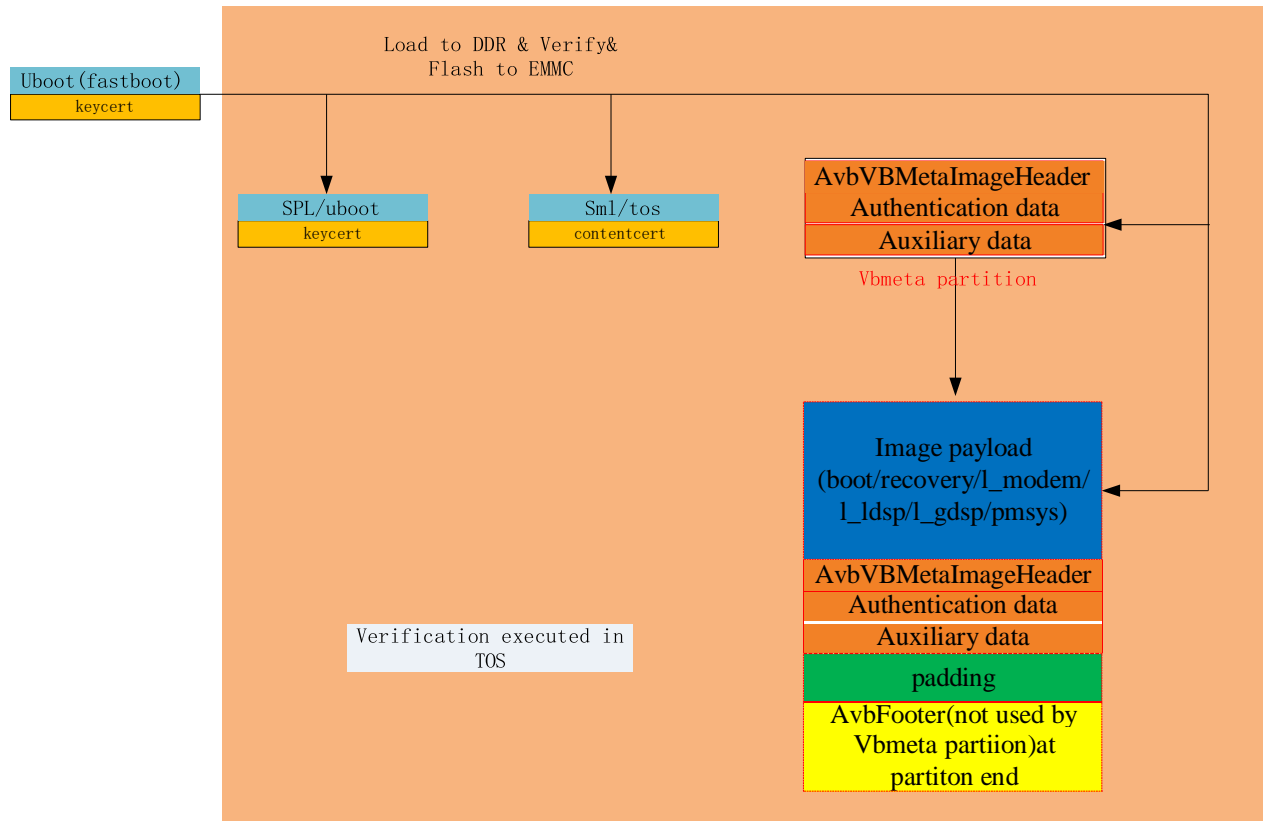 Load to DDR & Verify&
Flash to EMMC
Uboot(fastboot)
keycert
SPL/uboot
keycert
Sml/tos
contentcert
AvbVBMetaImageHeader
Authentication data
Auxiliary data
Vbmeta partition
Image payload
(boot/recovery/l_modem/
l_ldsp/l_gdsp/pmsys)
AvbVBMetaImageHeader
Authentication data
Auxiliary data
padding
AvbFooter(not used by
Vbmeta partiion)at
partiton end
Verification executed in
TOS